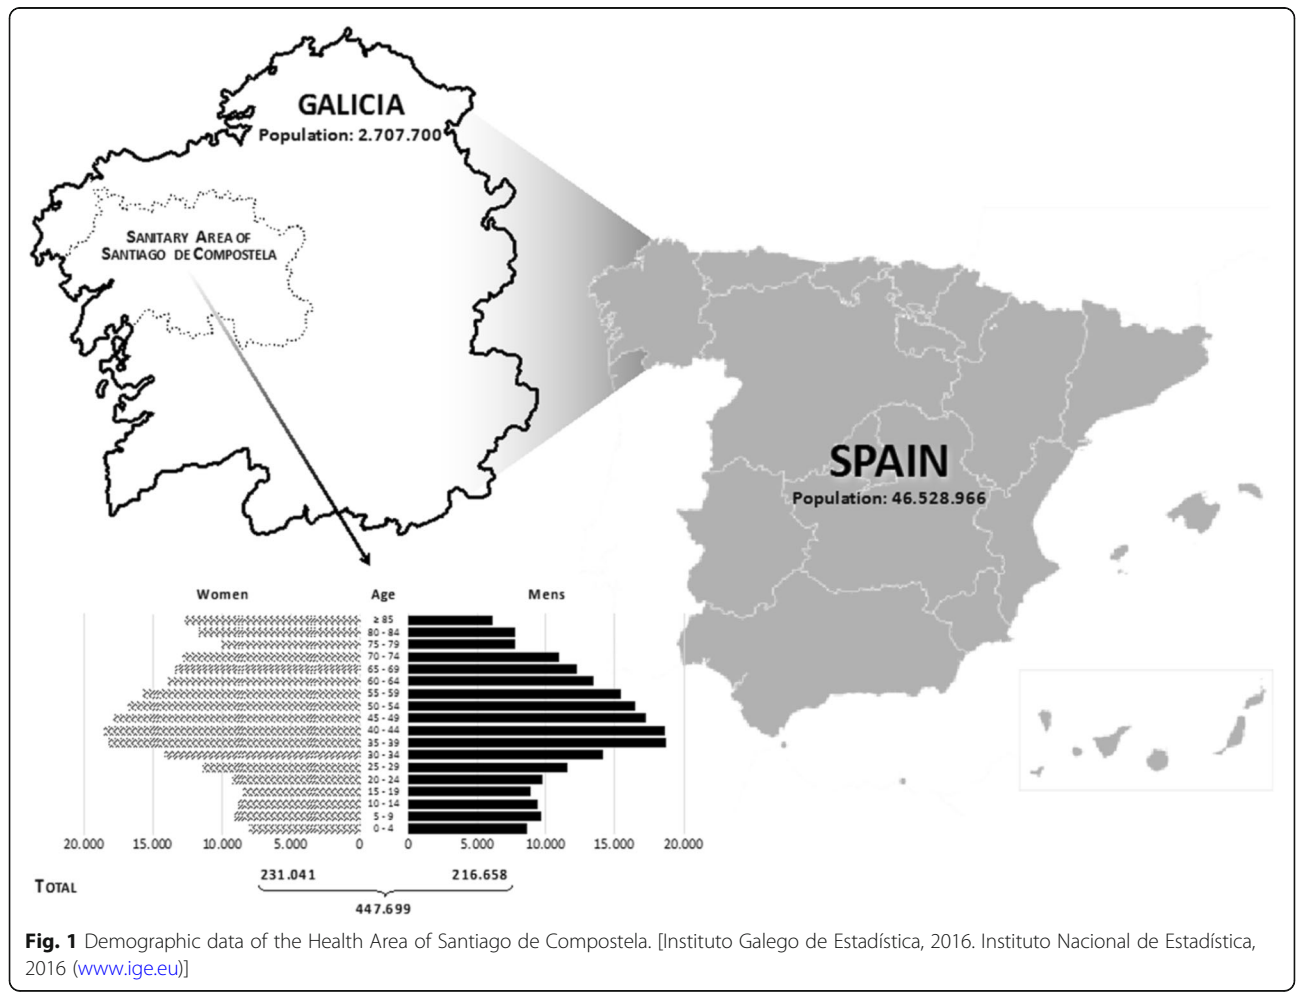 GALICIA
Population: 2.707.700
SANITARY AREA OF
SANTIAGO DE COMPOSTELA
SPAIN
Population: 46.528.966
Women Age Mens
≥ 85
80 - 84
75 - 79
70 - 74
65 - 69
60 - 64
55 - 59
50 - 54
45 - 49
40 - 44
35 - 39
30 - 34
25 - 29
20 - 24
15 - 19
10 - 14
5 - 9
0 - 4
20.000 15.000 10.000 5.000 0 0 5.000 10.000 15.000 20.000
231.041 216.658
TOTAL
447.699
Fig. 1 Demographic data of the Health Area of Santiago de Compostela. [Instituto Galego de Estadística, 2016. Instituto Nacional de Estadística,
2016 (www.ige.eu)]